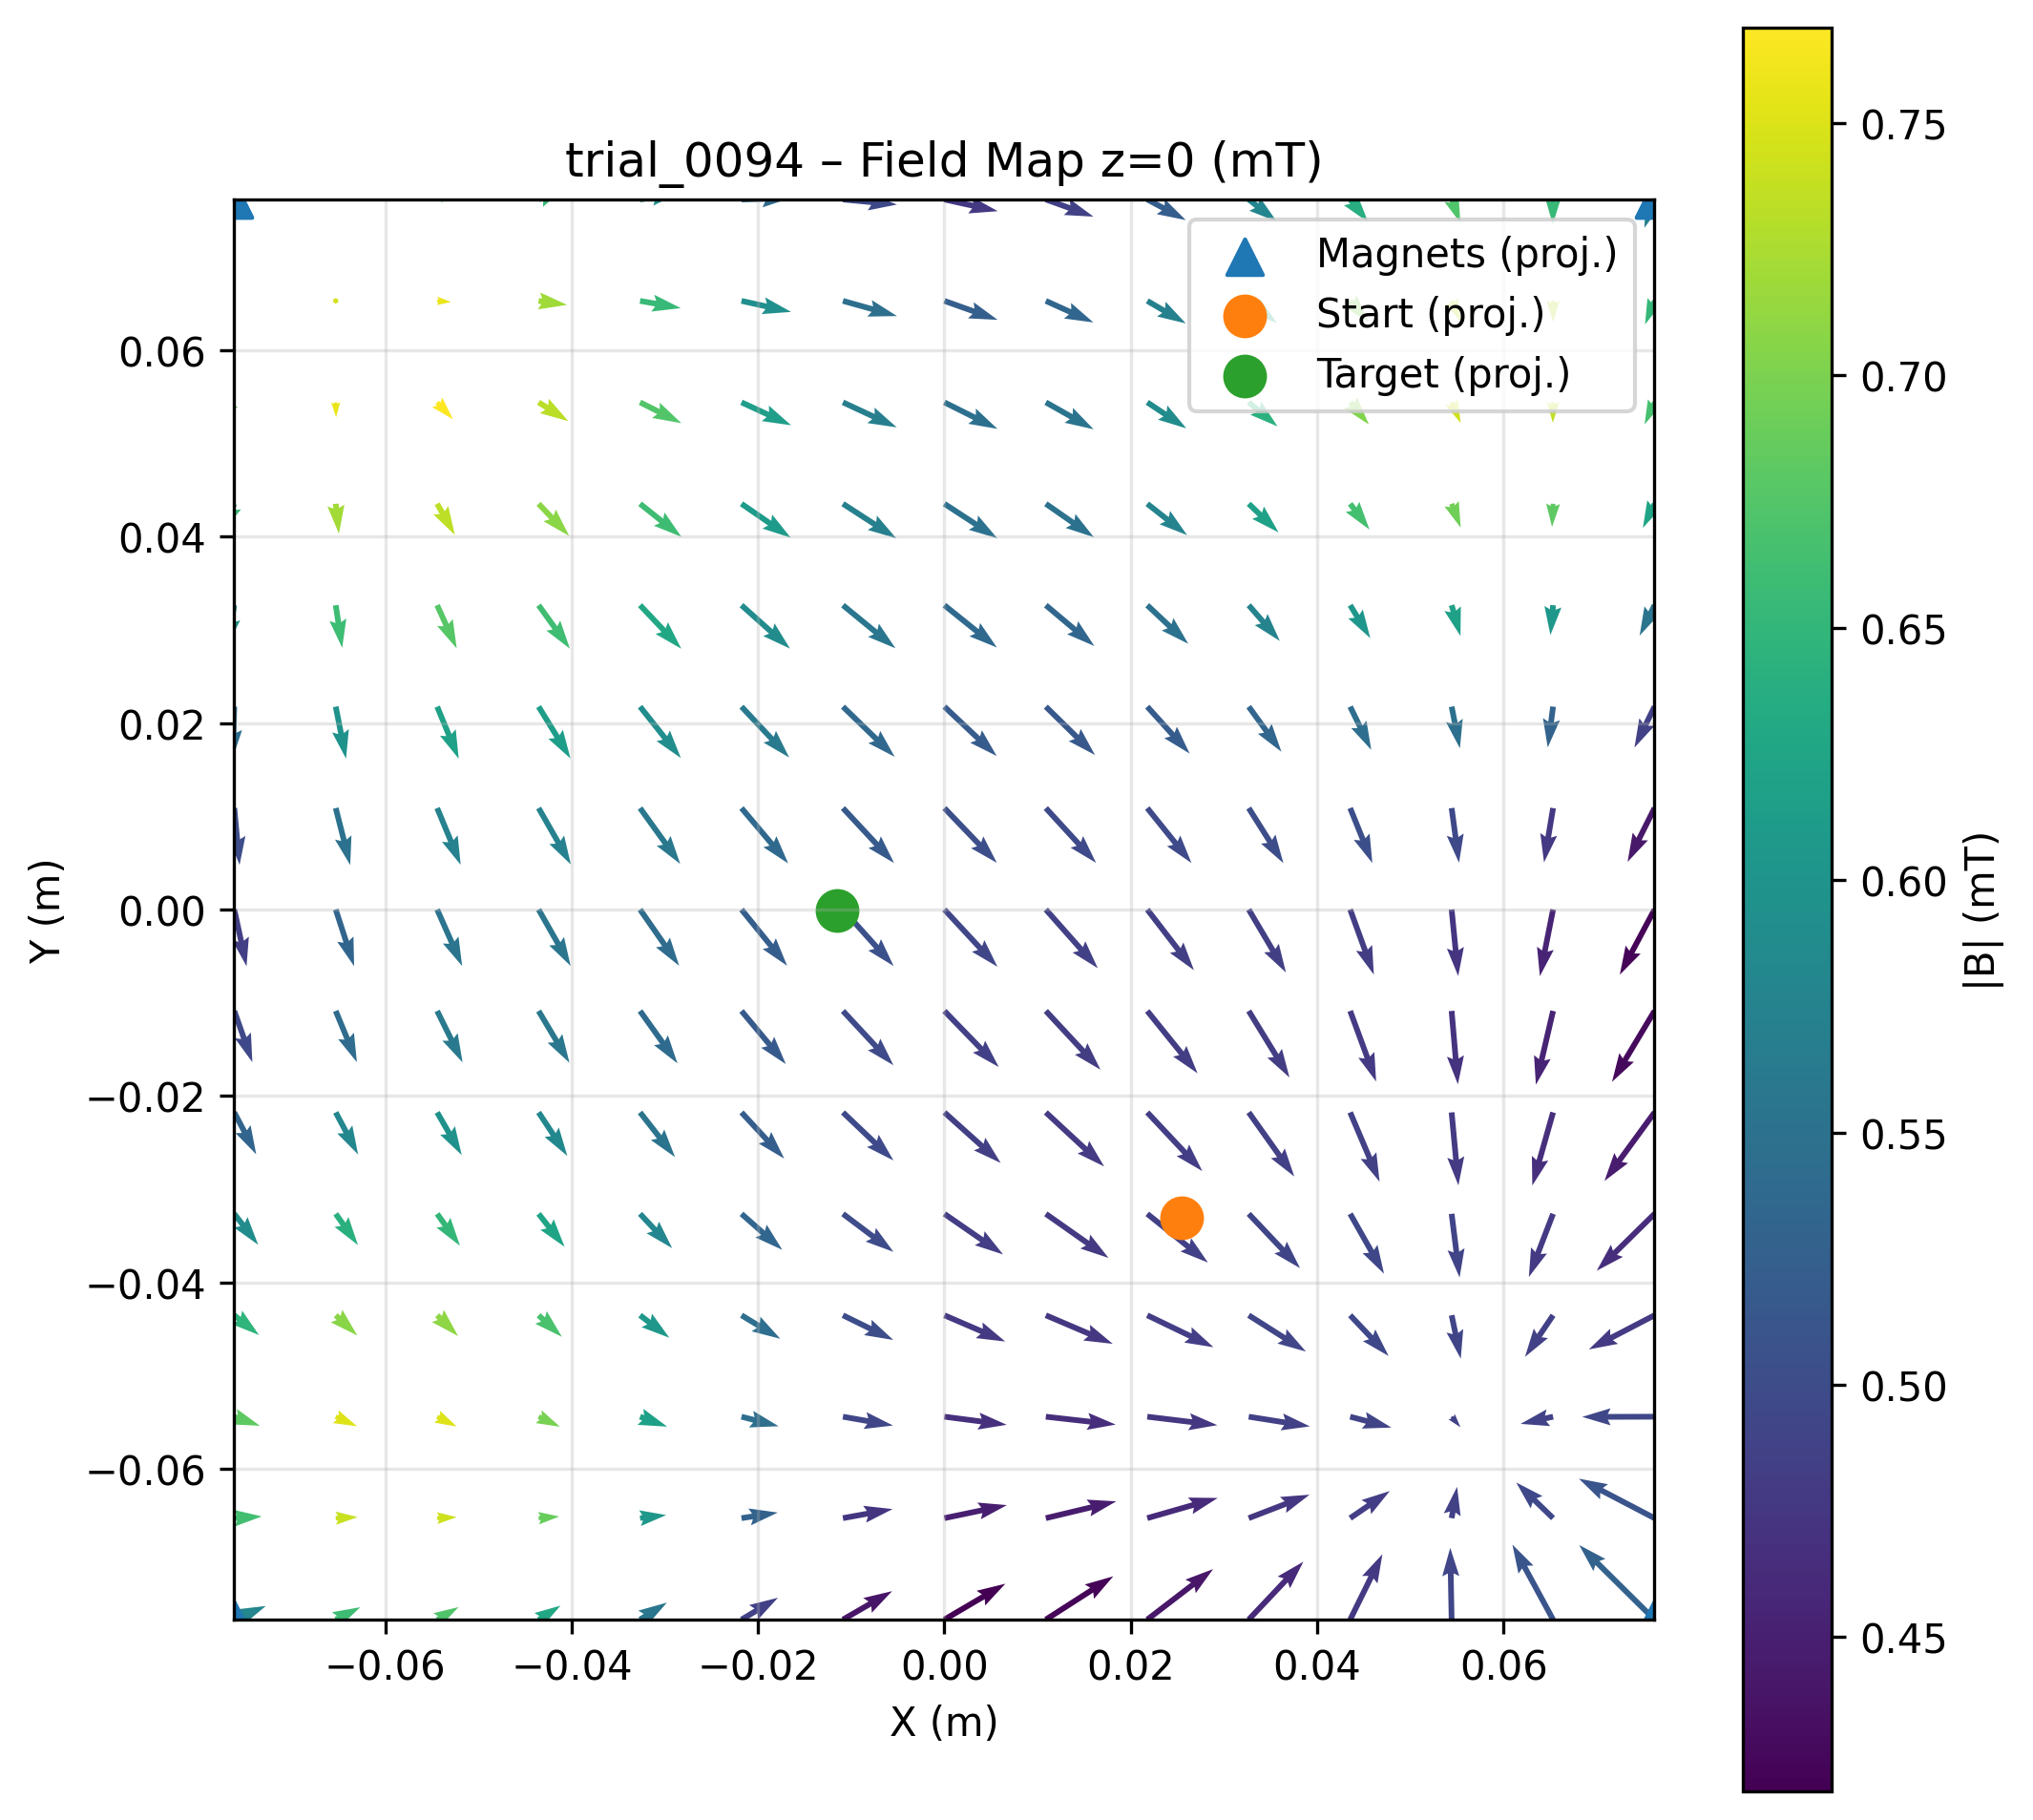 trial_0094 – Field Map z=0 (mT)
Magnets (proj.)
Start (proj.)
Target (proj.)
0.06
0.04
0.02
0.00
−0.02
−0.04
−0.06
Y (m)
−0.06 −0.04 −0.02 0.00 0.02 0.04 0.06
X (m)
0.75
0.70
0.65
0.60
0.55
0.50
0.45
|B| (mT)